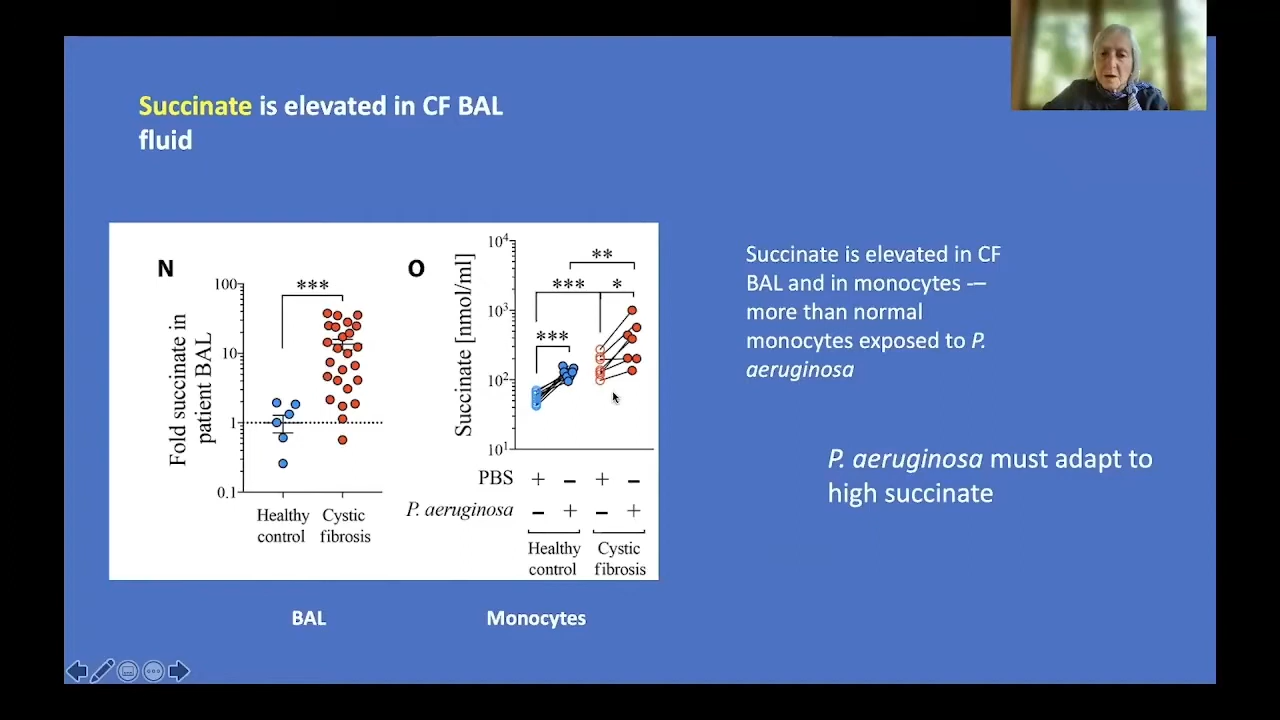 Succinate is elevated in CF BAL
fluid
N
Fold succinate in
patient BAL
100
10
1
0.1
***
Healthy
control
Cystic
fibrosis
O
Succinate [nmol/ml]
10⁴
10³
10²
10¹
**
***
*
***
PBS + – + –
P. aeruginosa – + – +
Healthy
control
Cystic
fibrosis
BAL
Monocytes
Succinate is elevated in CF
BAL and in monocytes -–
more than normal
monocytes exposed to P.
aeruginosa
P. aeruginosa must adapt to
high succinate